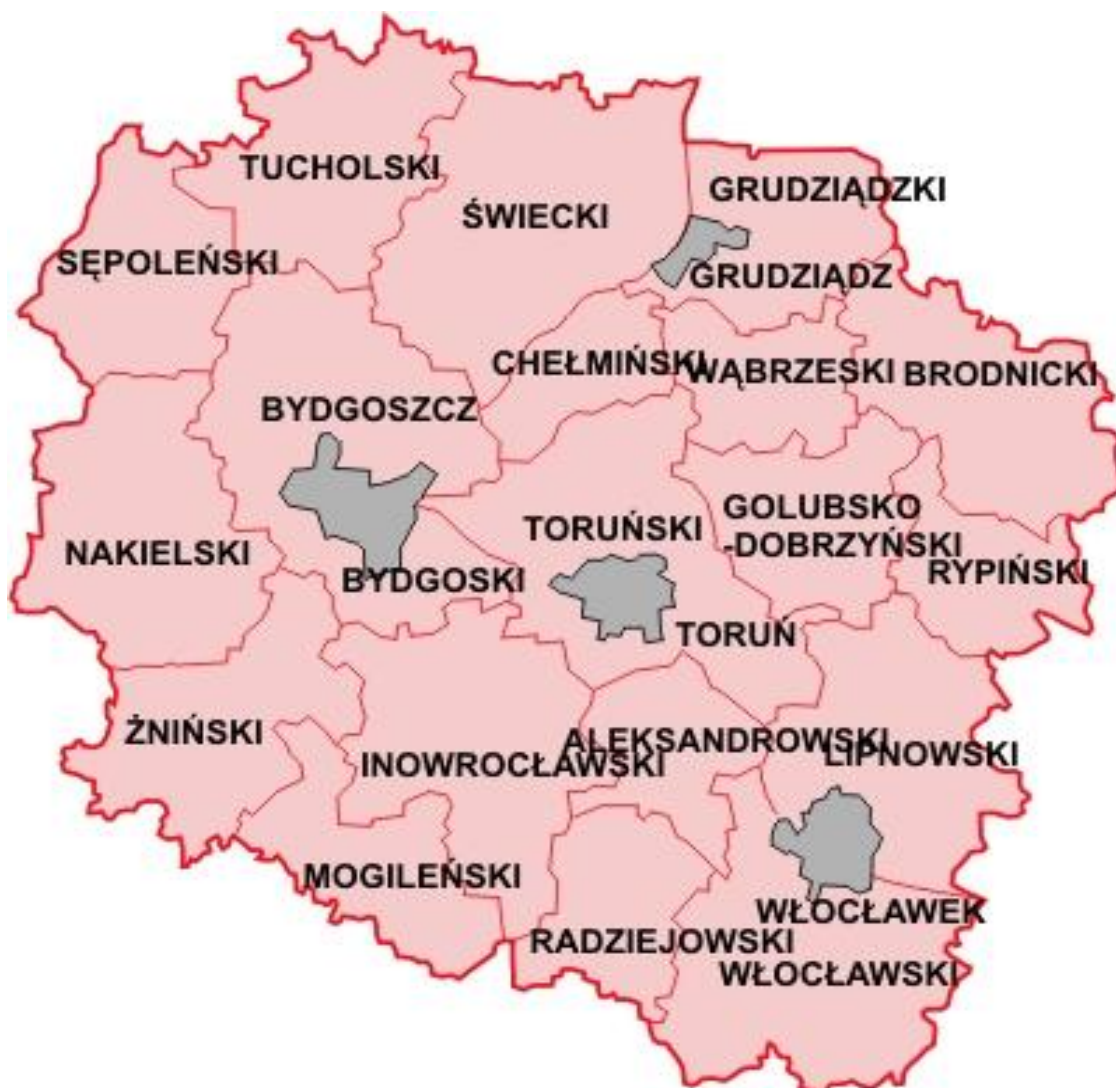 TUCHOLSKI
GRUDZIĄDZKI
ŚWIECKI
SĘPOLEŃSKI
GRUDZIĄDZ
CHEŁMIŃSKI
WĄBRZESKI
BRODNICKI
BYDGOSZCZ
GOLUBSKO
-DOBRZYŃSKI
TORUŃSKI
NAKIELSKI
RYPIŃSKI
BYDGOSKI
TORUŃ
ŻNIŃSKI
ALEKSANDROWSKI
LIPNOWSKI
INOWROCŁAWSKI
MOGILEŃSKI
WŁOCŁAWEK
RADZIEJOWSKI
WŁOCŁAWSKI